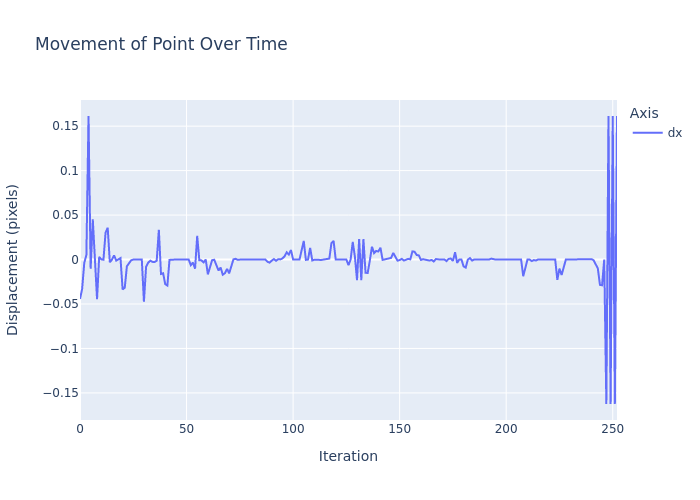 Movement of Point Over Time
Axis
dx
0.15
0.1
0.05
0
−0.05
−0.1
−0.15
Displacement (pixels)
0
50
100
150
200
250
Iteration